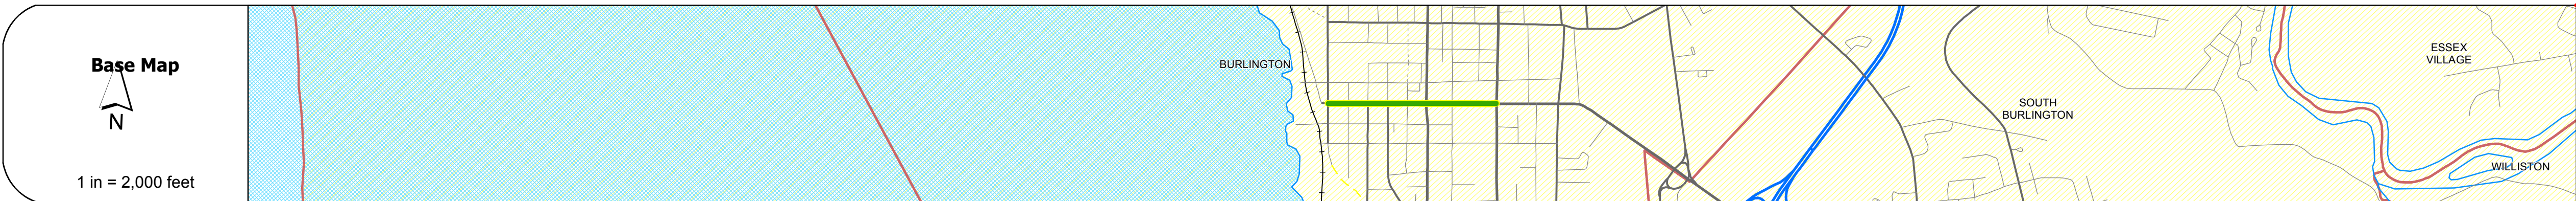 Base Map
N
1 in = 2,000 feet
BURLINGTON
SOUTH
BURLINGTON
ESSEX
VILLAGE
WILLISTON